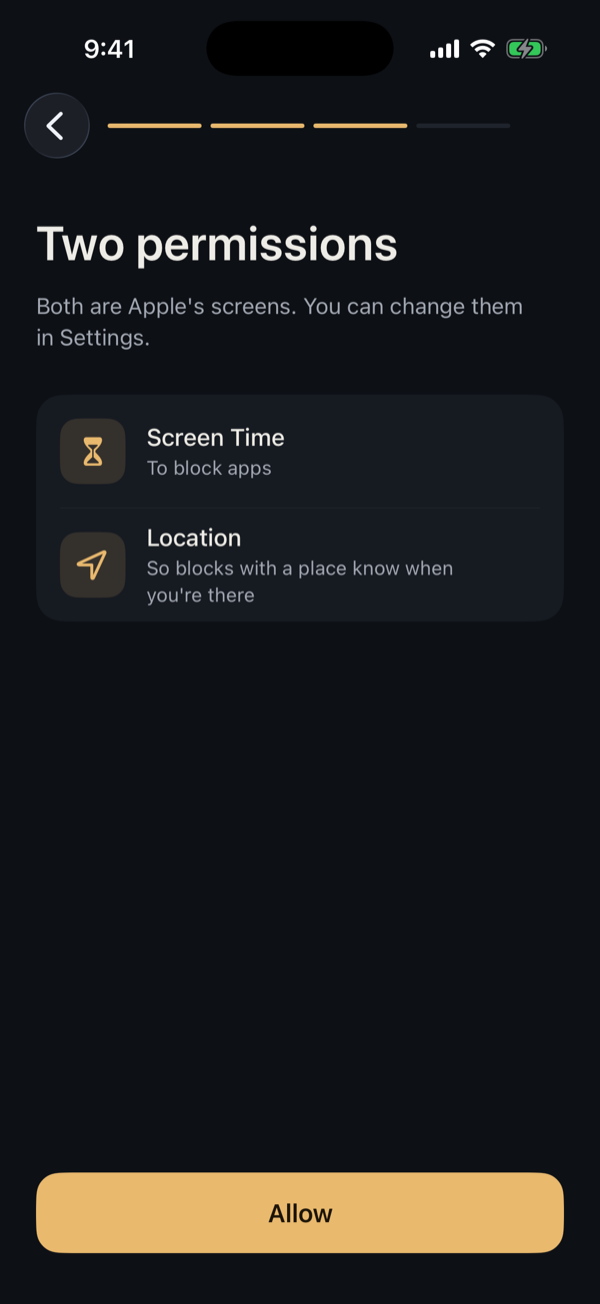 9:41
Two permissions
Both are Apple's screens. You can change them
in Settings.
Screen Time
To block apps
Location
So blocks with a place know when
you're there
Allow